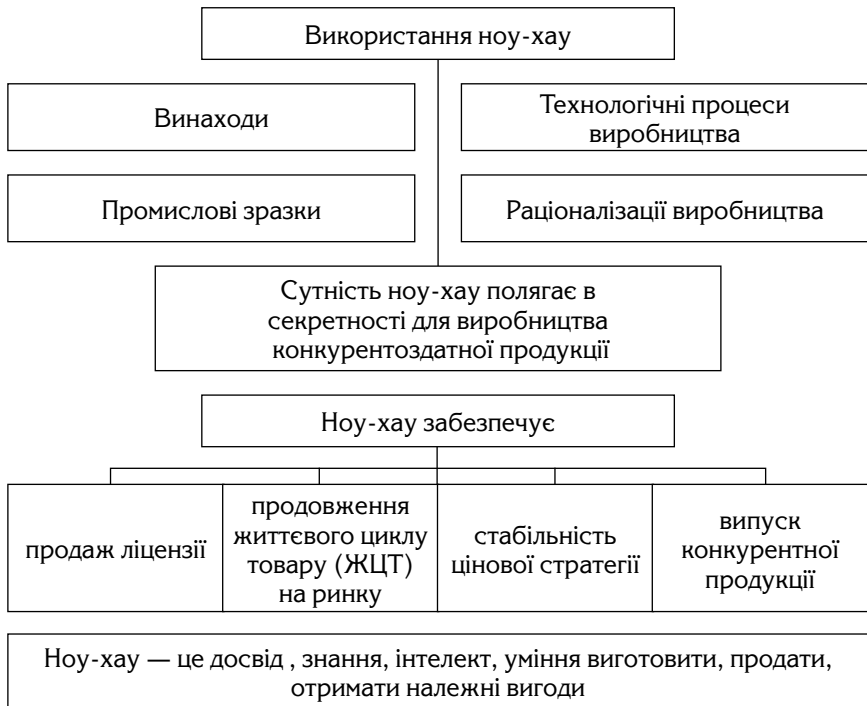 Використання ноу-хау
Винаходи
Технологічні процеси
виробництва
Промислові зразки
Раціоналізації виробництва
Сутність ноу-хау полягає в
секретності для виробництва
конкурентоздатної продукції
Ноу-хау забезпечує
продаж ліцензії
продовження
життєвого циклу
товару (ЖЦТ)
на ринку
стабільність
цінової стратегії
випуск
конкурентної
продукції
Ноу-хау — це досвід , знання, інтелект, уміння виготовити, продати,
отримати належні вигоди